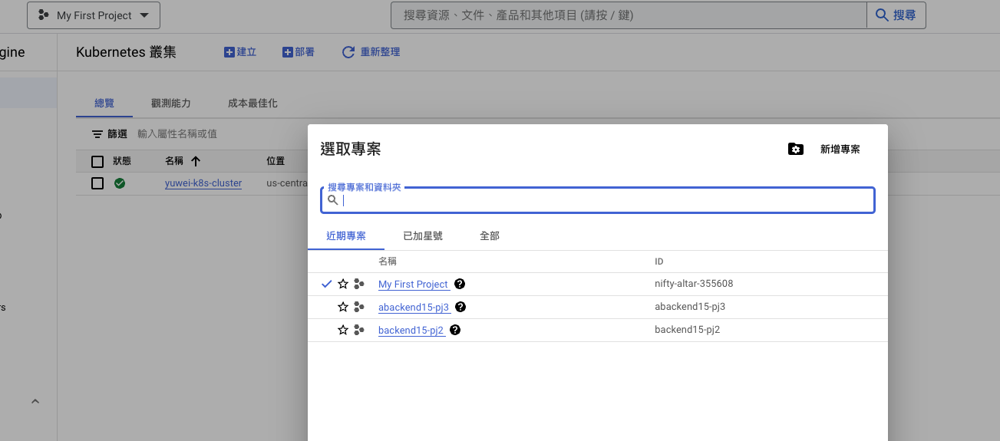 My First Project
搜尋資源、文件、產品和其他項目 (請按 / 鍵)
搜尋
gine
Kubernetes 叢集
建立
部署
重新整理
總覽
觀測能力
成本最佳化
篩選
輸入屬性名稱或值
狀態
名稱
位置
yuwei-k8s-cluster
us-centra
rs
選取專案
新增專案
搜尋專案和資料夾
近期專案
已加星號
全部
名稱
ID
My First Project
nifty-altar-355608
abackend15-pj3
abackend15-pj3
backend15-pj2
backend15-pj2